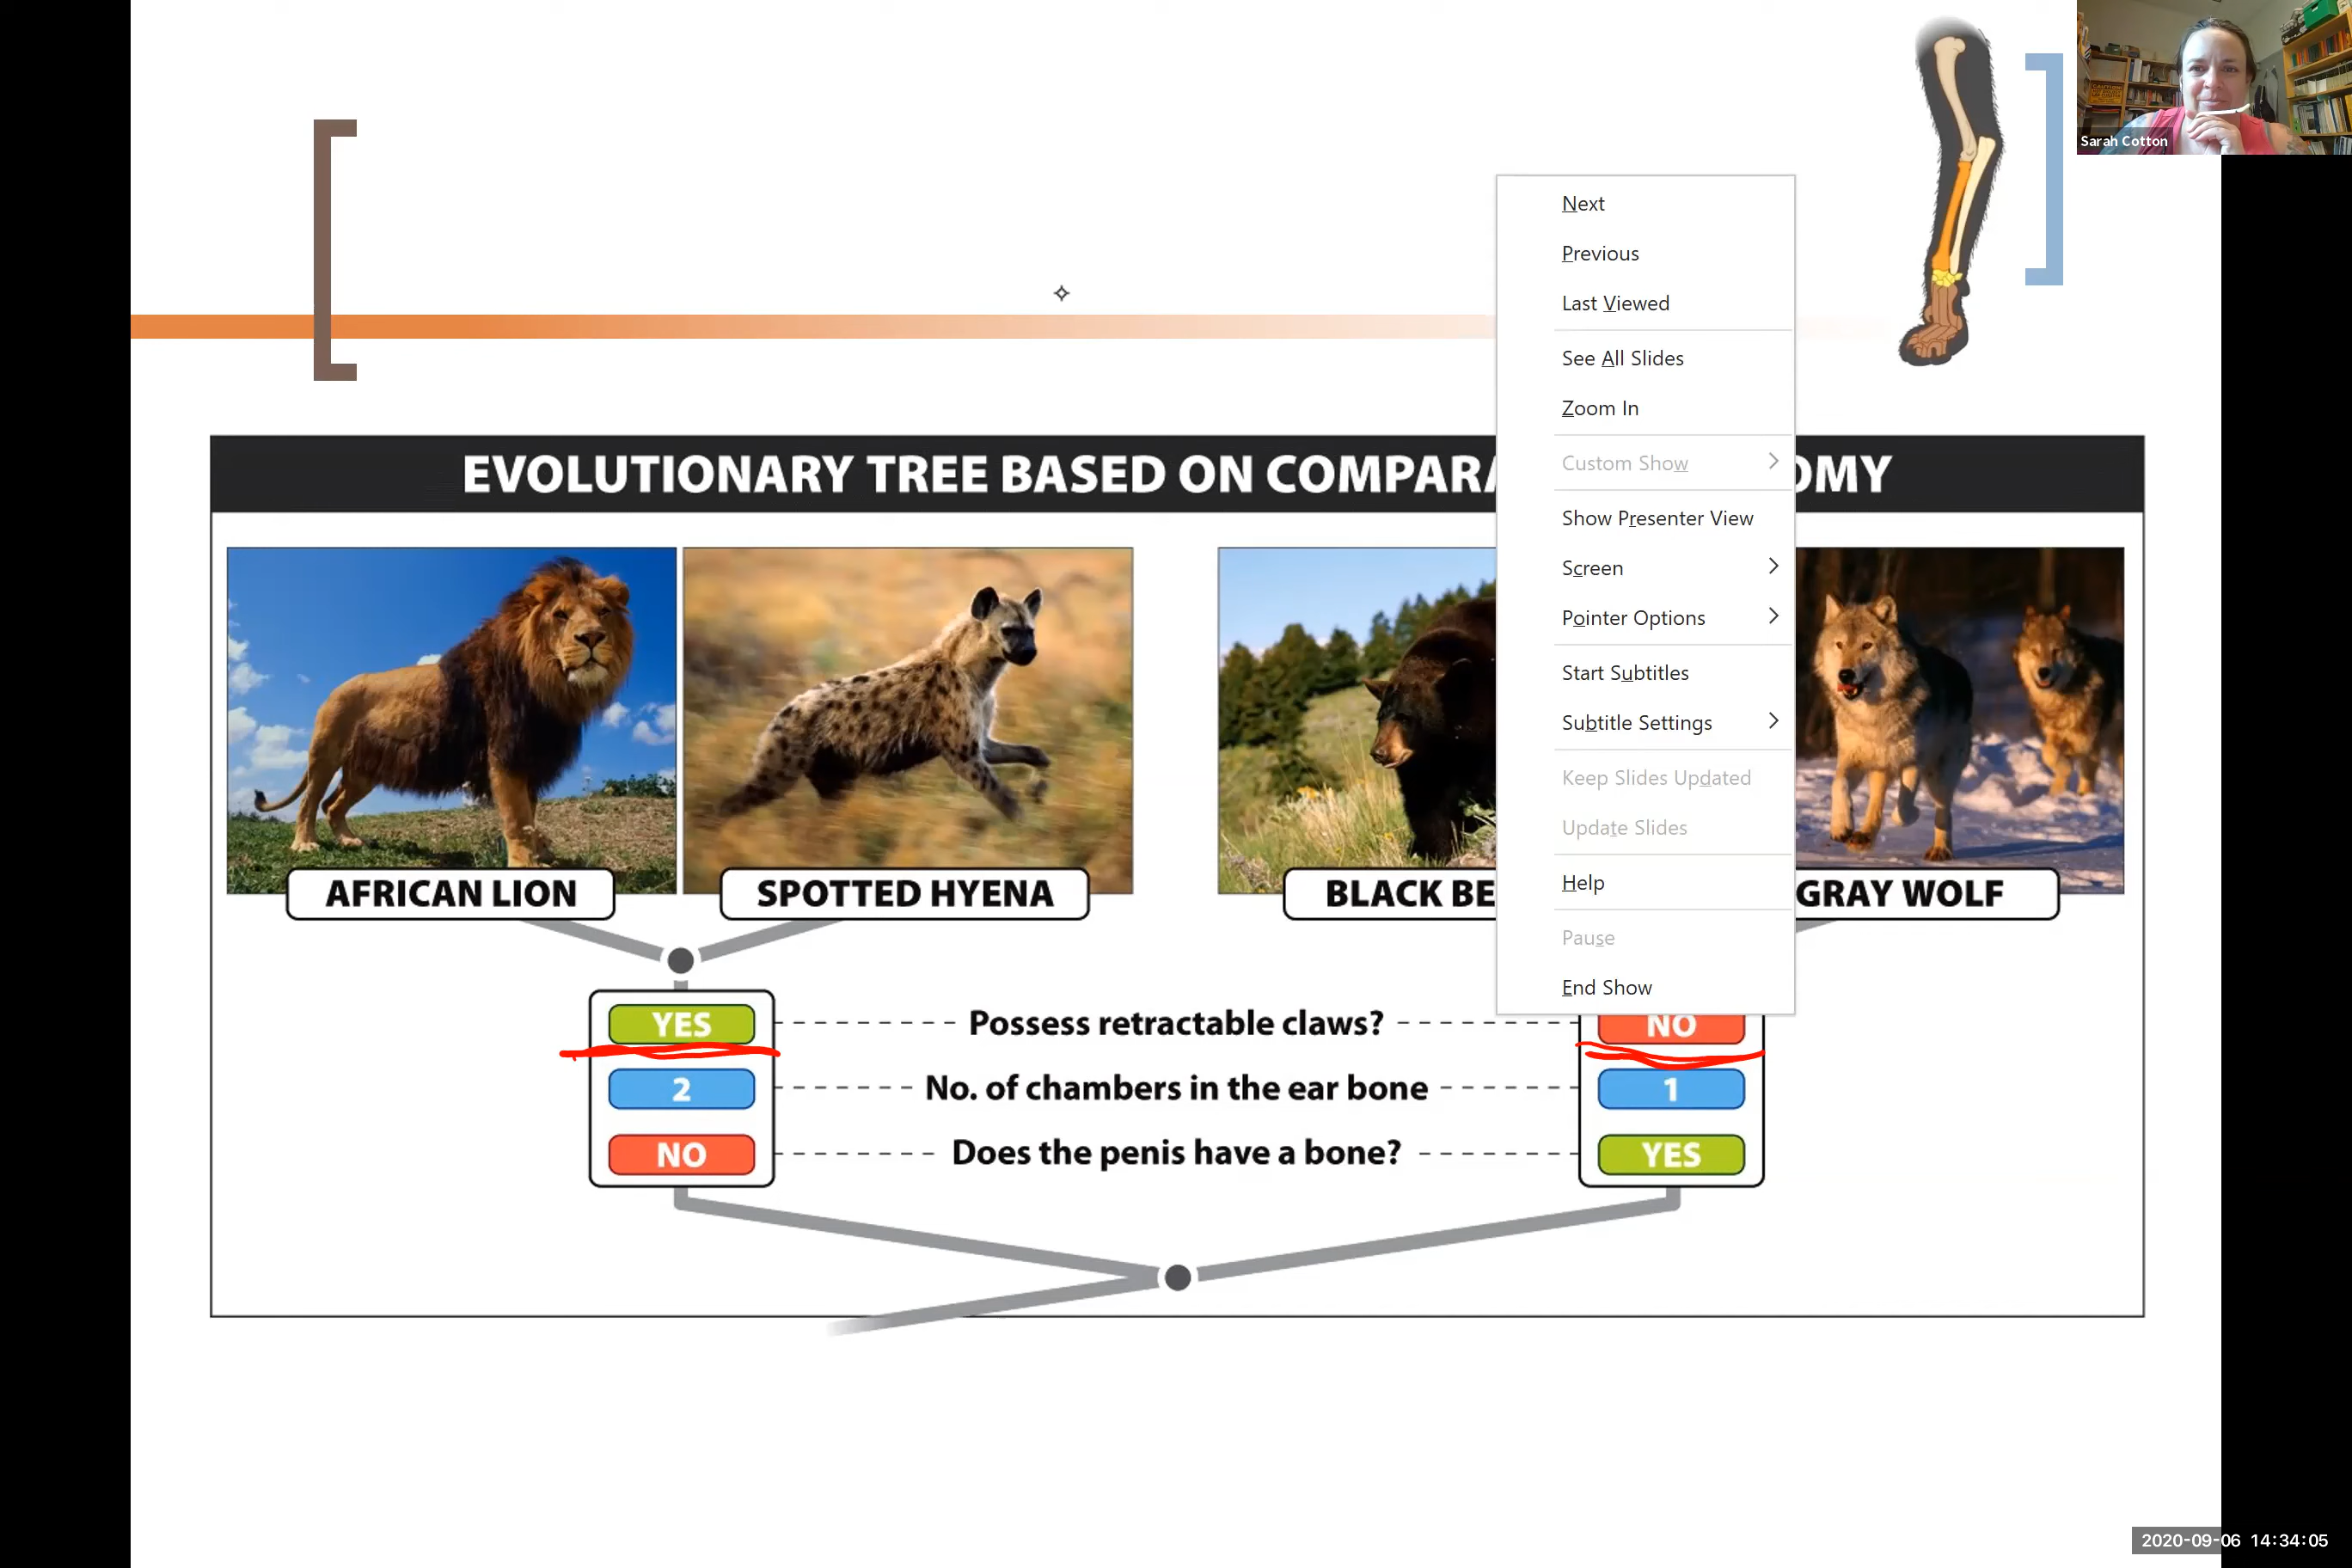 Sarah Cotton
Next
Previous
Last Viewed
See All Slides
Zoom In
Custom Show
Show Presenter View
Screen
Pointer Options
Start Subtitles
Subtitle Settings
Keep Slides Updated
Update Slides
Help
Pause
End Show
EVOLUTIONARY TREE BASED ON
AFRICAN LION
SPOTTED HYENA
BLACK
GRAY WOLF
YES Possess retractable claws? NO
2 No. of chambers in the ear bone 1
NO Does the penis have a bone? YES
2020-09-06 14:34:05